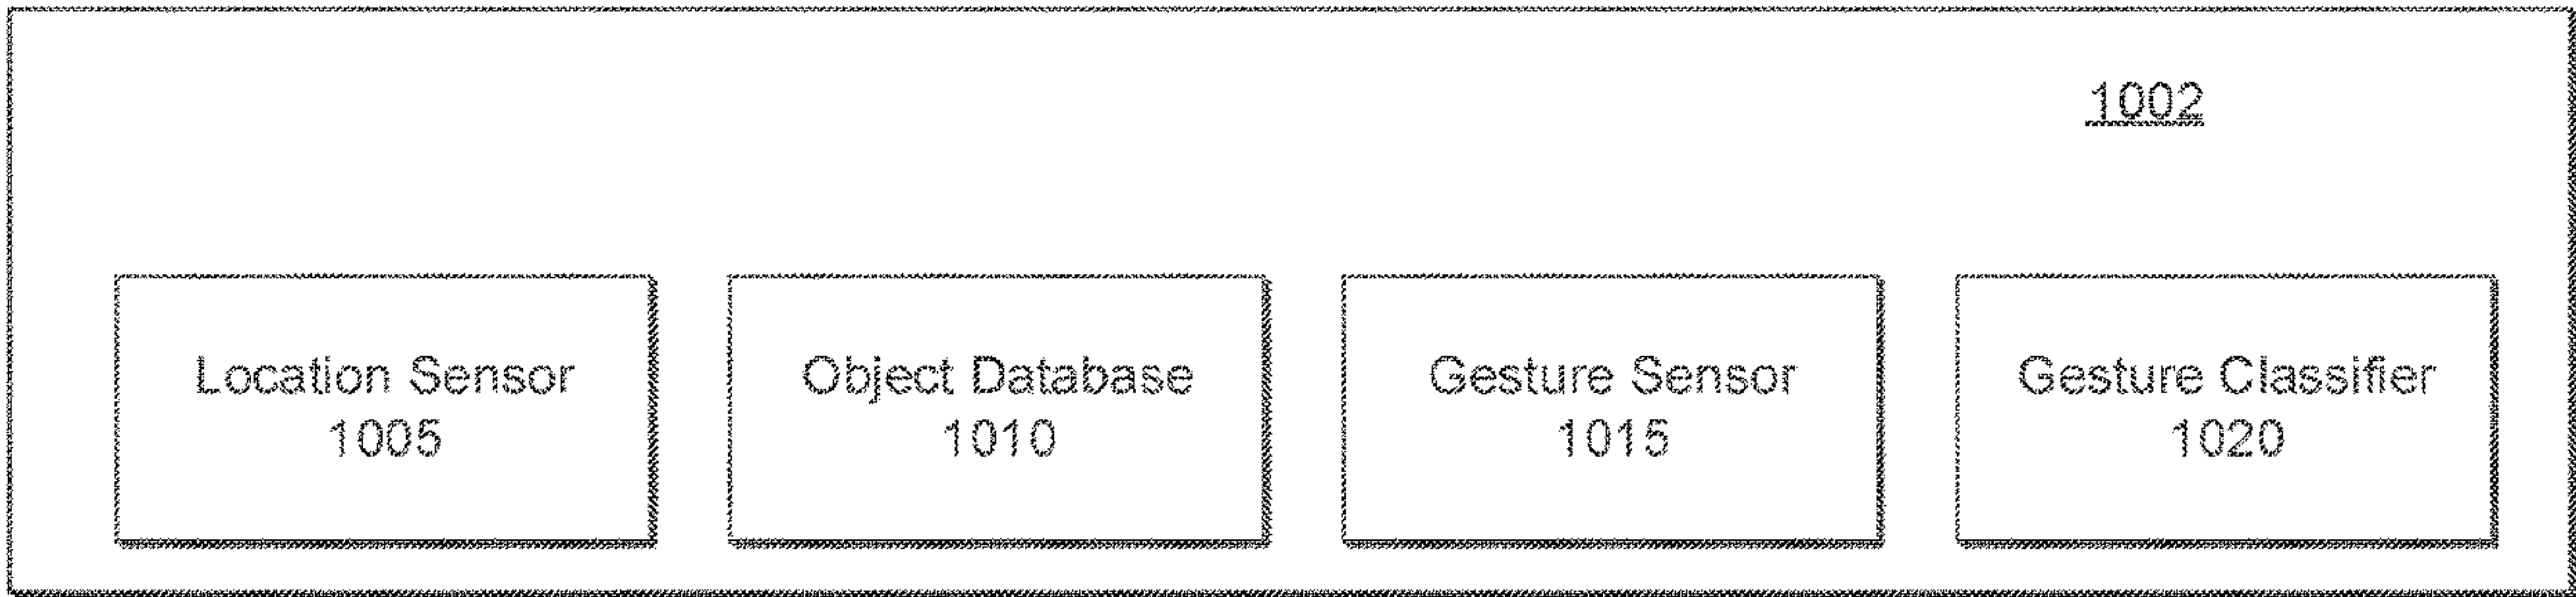 1002
Location Sensor
1005
Object Database
1010
Gesture Sensor
1015
Gesture Classifier
1020